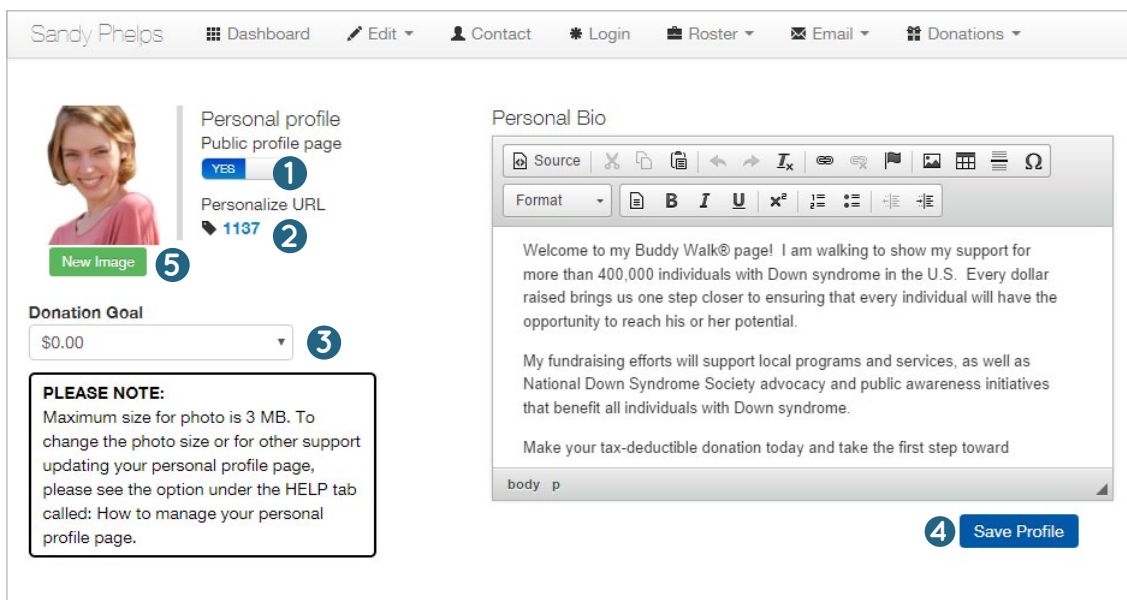 Sandy Phelps Dashboard Edit Contact Login Roster Email Donations
Personal profile
Public profile page
YES
1
Personalize URL
1137
2
New Image
5
Donation Goal
$0.00
3
PLEASE NOTE:
Maximum size for photo is 3 MB. To
change the photo size or for other support
updating your personal profile page,
please see the option under the HELP tab
called: How to manage your personal
profile page.
Personal Bio
Source
Format B I U x²
Welcome to my Buddy Walk® page!  I am walking to show my support for
more than 400,000 individuals with Down syndrome in the U.S.  Every dollar
raised brings us one step closer to ensuring that every individual will have the
opportunity to reach his or her potential.
My fundraising efforts will support local programs and services, as well as
National Down Syndrome Society advocacy and public awareness initiatives
that benefit all individuals with Down syndrome.
Make your tax-deductible donation today and take the first step toward
body p
4
Save Profile